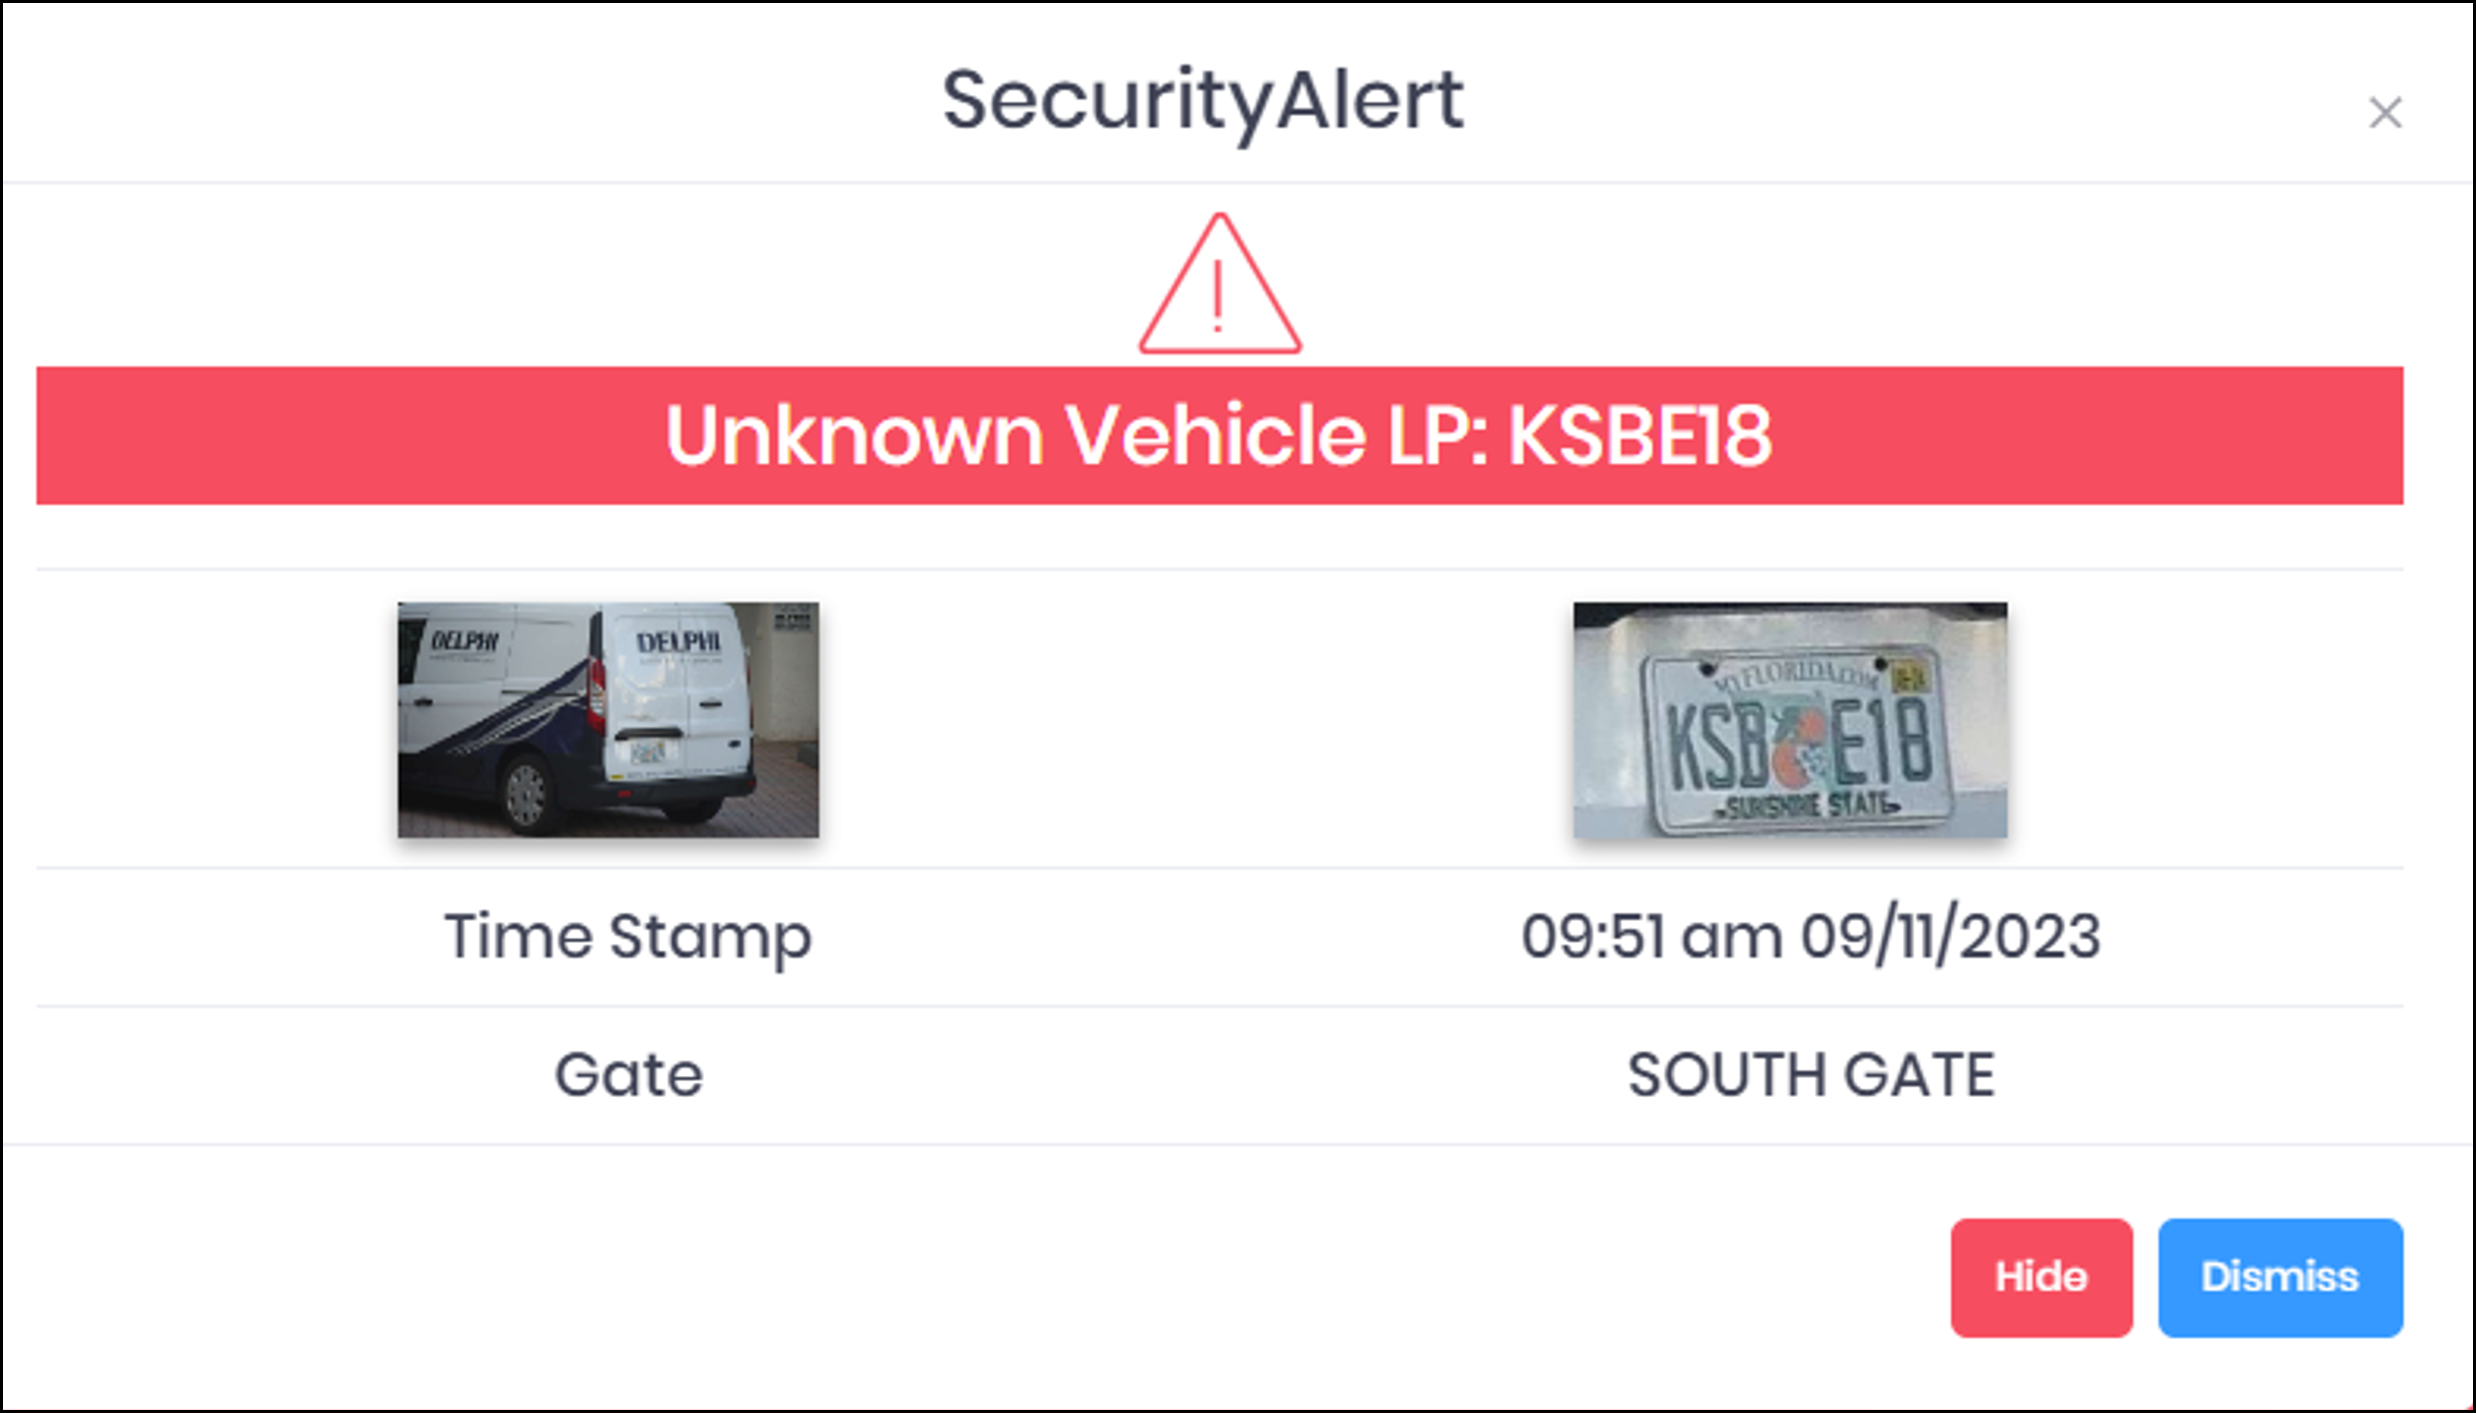 SecurityAlert
Unknown Vehicle LP: KSBE18
DELPHI
DELPHI
MYFLORIDA.COM
KSB E18
SUNSHINE STATE
Time Stamp
09:51 am 09/11/2023
Gate
SOUTH GATE
Hide
Dismiss